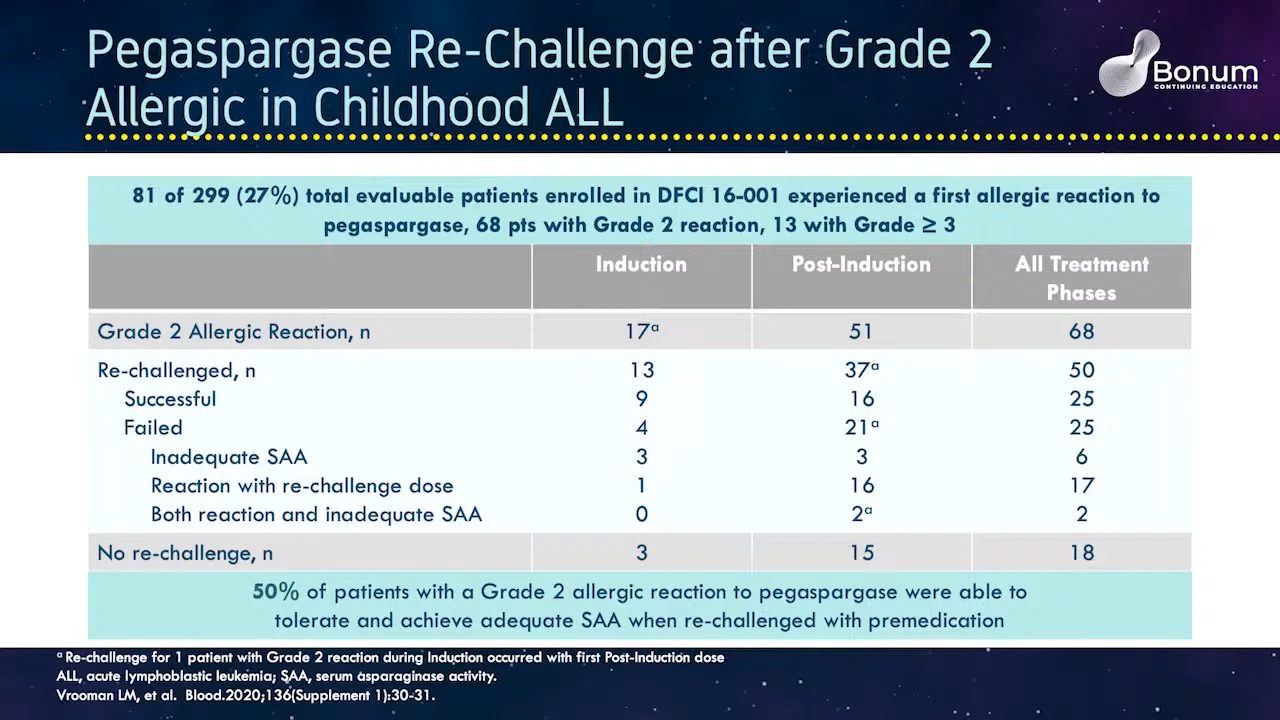 Pegaspargase Re-Challenge after Grade 2
Allergic in Childhood ALL
Bonum
CONTINUING EDUCATION
81 of 299 (27%) total evaluable patients enrolled in DFCI 16-001 experienced a first allergic reaction to
pegaspargase, 68 pts with Grade 2 reaction, 13 with Grade ≥ 3
Induction Post-Induction All Treatment
Phases
Grade 2 Allergic Reaction, n 17ᵃ 51 68
Re-challenged, n 13 37ᵃ 50
Successful 9 16 25
Failed 4 21ᵃ 25
Inadequate SAA 3 3 6
Reaction with re-challenge dose 1 16 17
Both reaction and inadequate SAA 0 2ᵃ 2
No re-challenge, n 3 15 18
50% of patients with a Grade 2 allergic reaction to pegaspargase were able to
tolerate and achieve adequate SAA when re-challenged with premedication
ᵃ Re-challenge for 1 patient with Grade 2 reaction during Induction occurred with first Post-Induction dose
ALL, acute lymphoblastic leukemia; SAA, serum asparaginase activity.
Vrooman LM, et al. Blood.2020;136(Supplement 1):30-31.